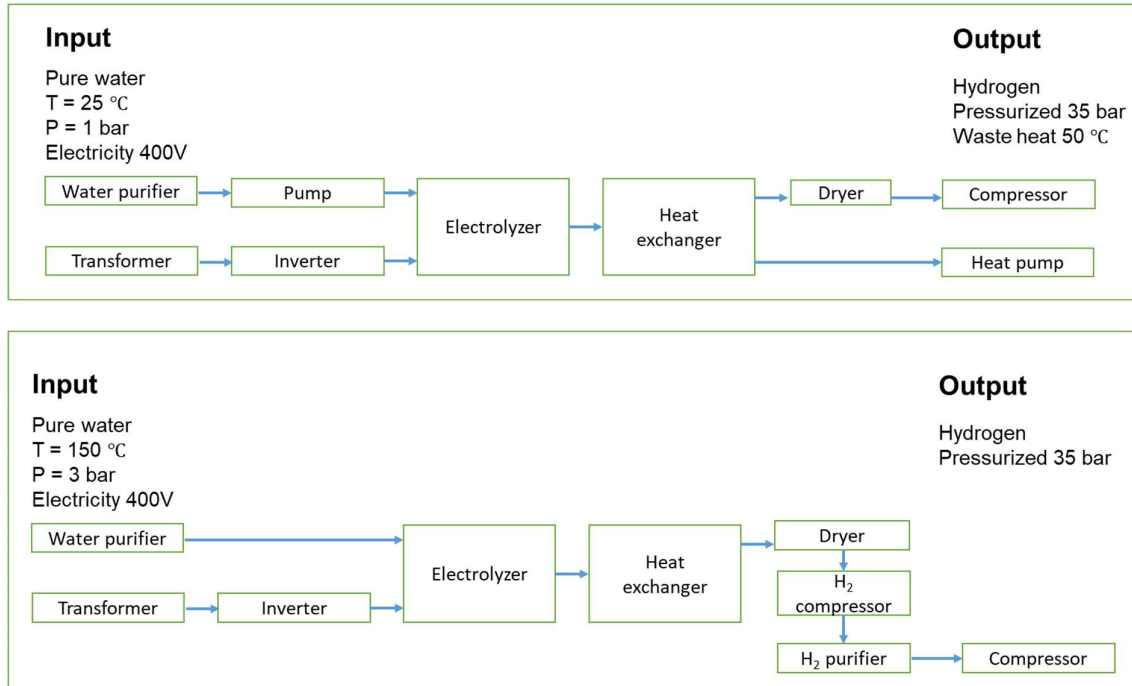 Input
Pure water
T = 25 ℃
P = 1 bar
Electricity 400V
Output
Hydrogen
Pressurized 35 bar
Waste heat 50 ℃
Water purifier
Pump
Electrolyzer
Heat
exchanger
Dryer
Compressor
Transformer
Inverter
Heat pump
Input
Pure water
T = 150 ℃
P = 3 bar
Electricity 400V
Output
Hydrogen
Pressurized 35 bar
Water purifier
Electrolyzer
Heat
exchanger
Dryer
Transformer
Inverter
H₂
compressor
H₂ purifier
Compressor